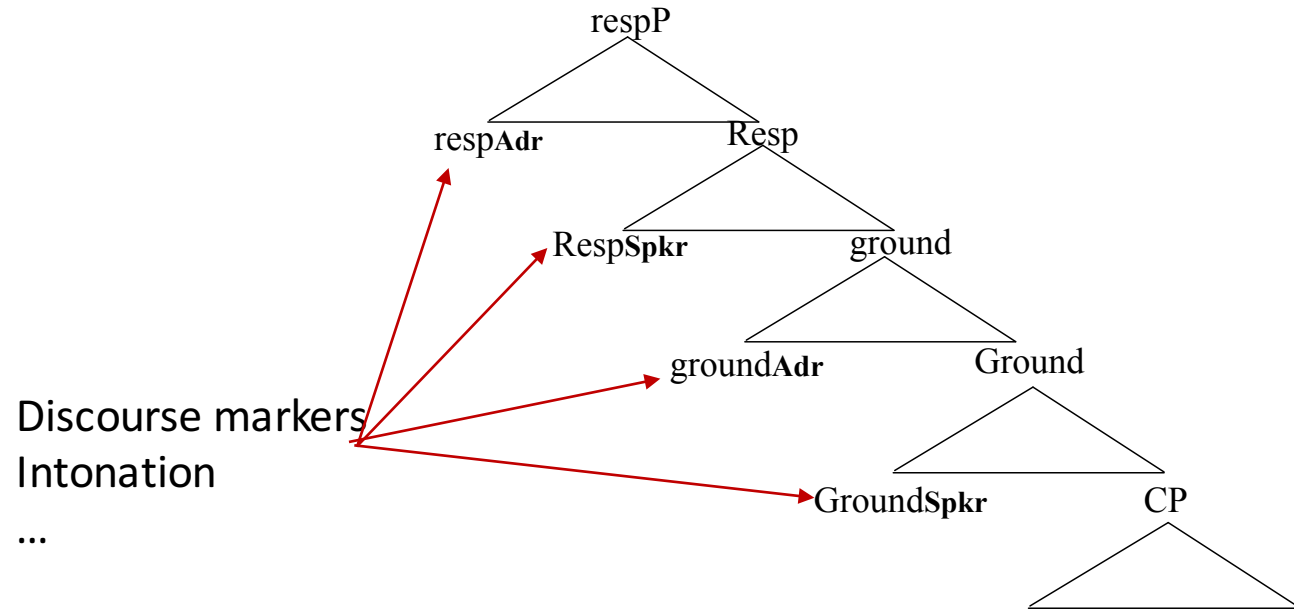 respP
respAdr Resp
RespSpkr ground
groundAdr Ground
Discourse markers
Intonation
GroundSpkr CP
...